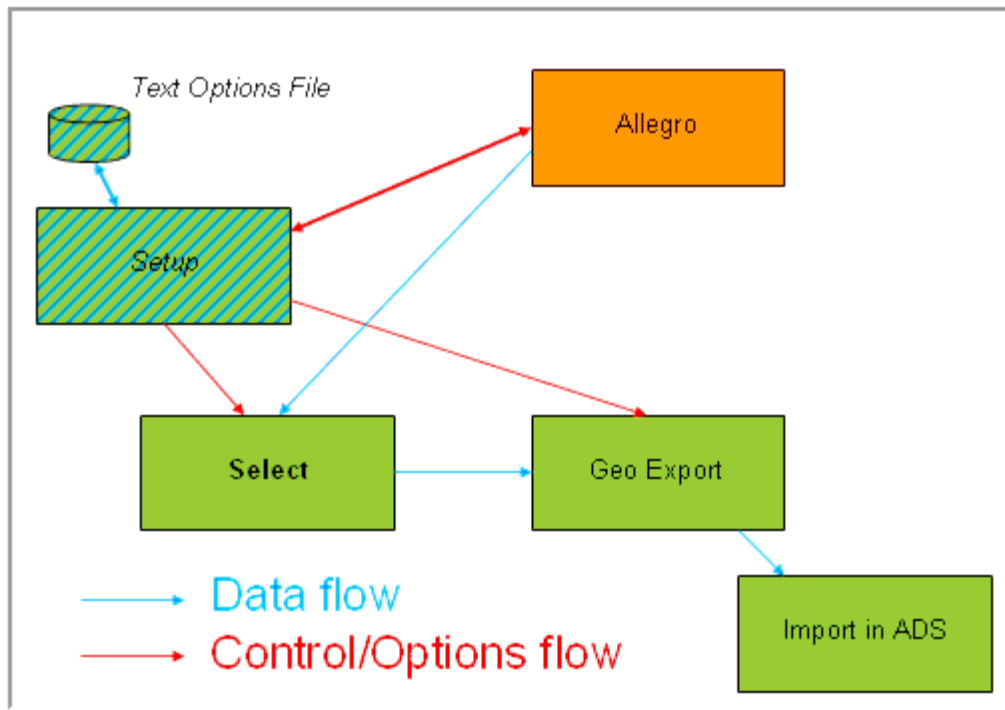 Text Options File
Allegro
Setup
Select
Geo Export
Import in ADS
Data flow
Control/Options flow